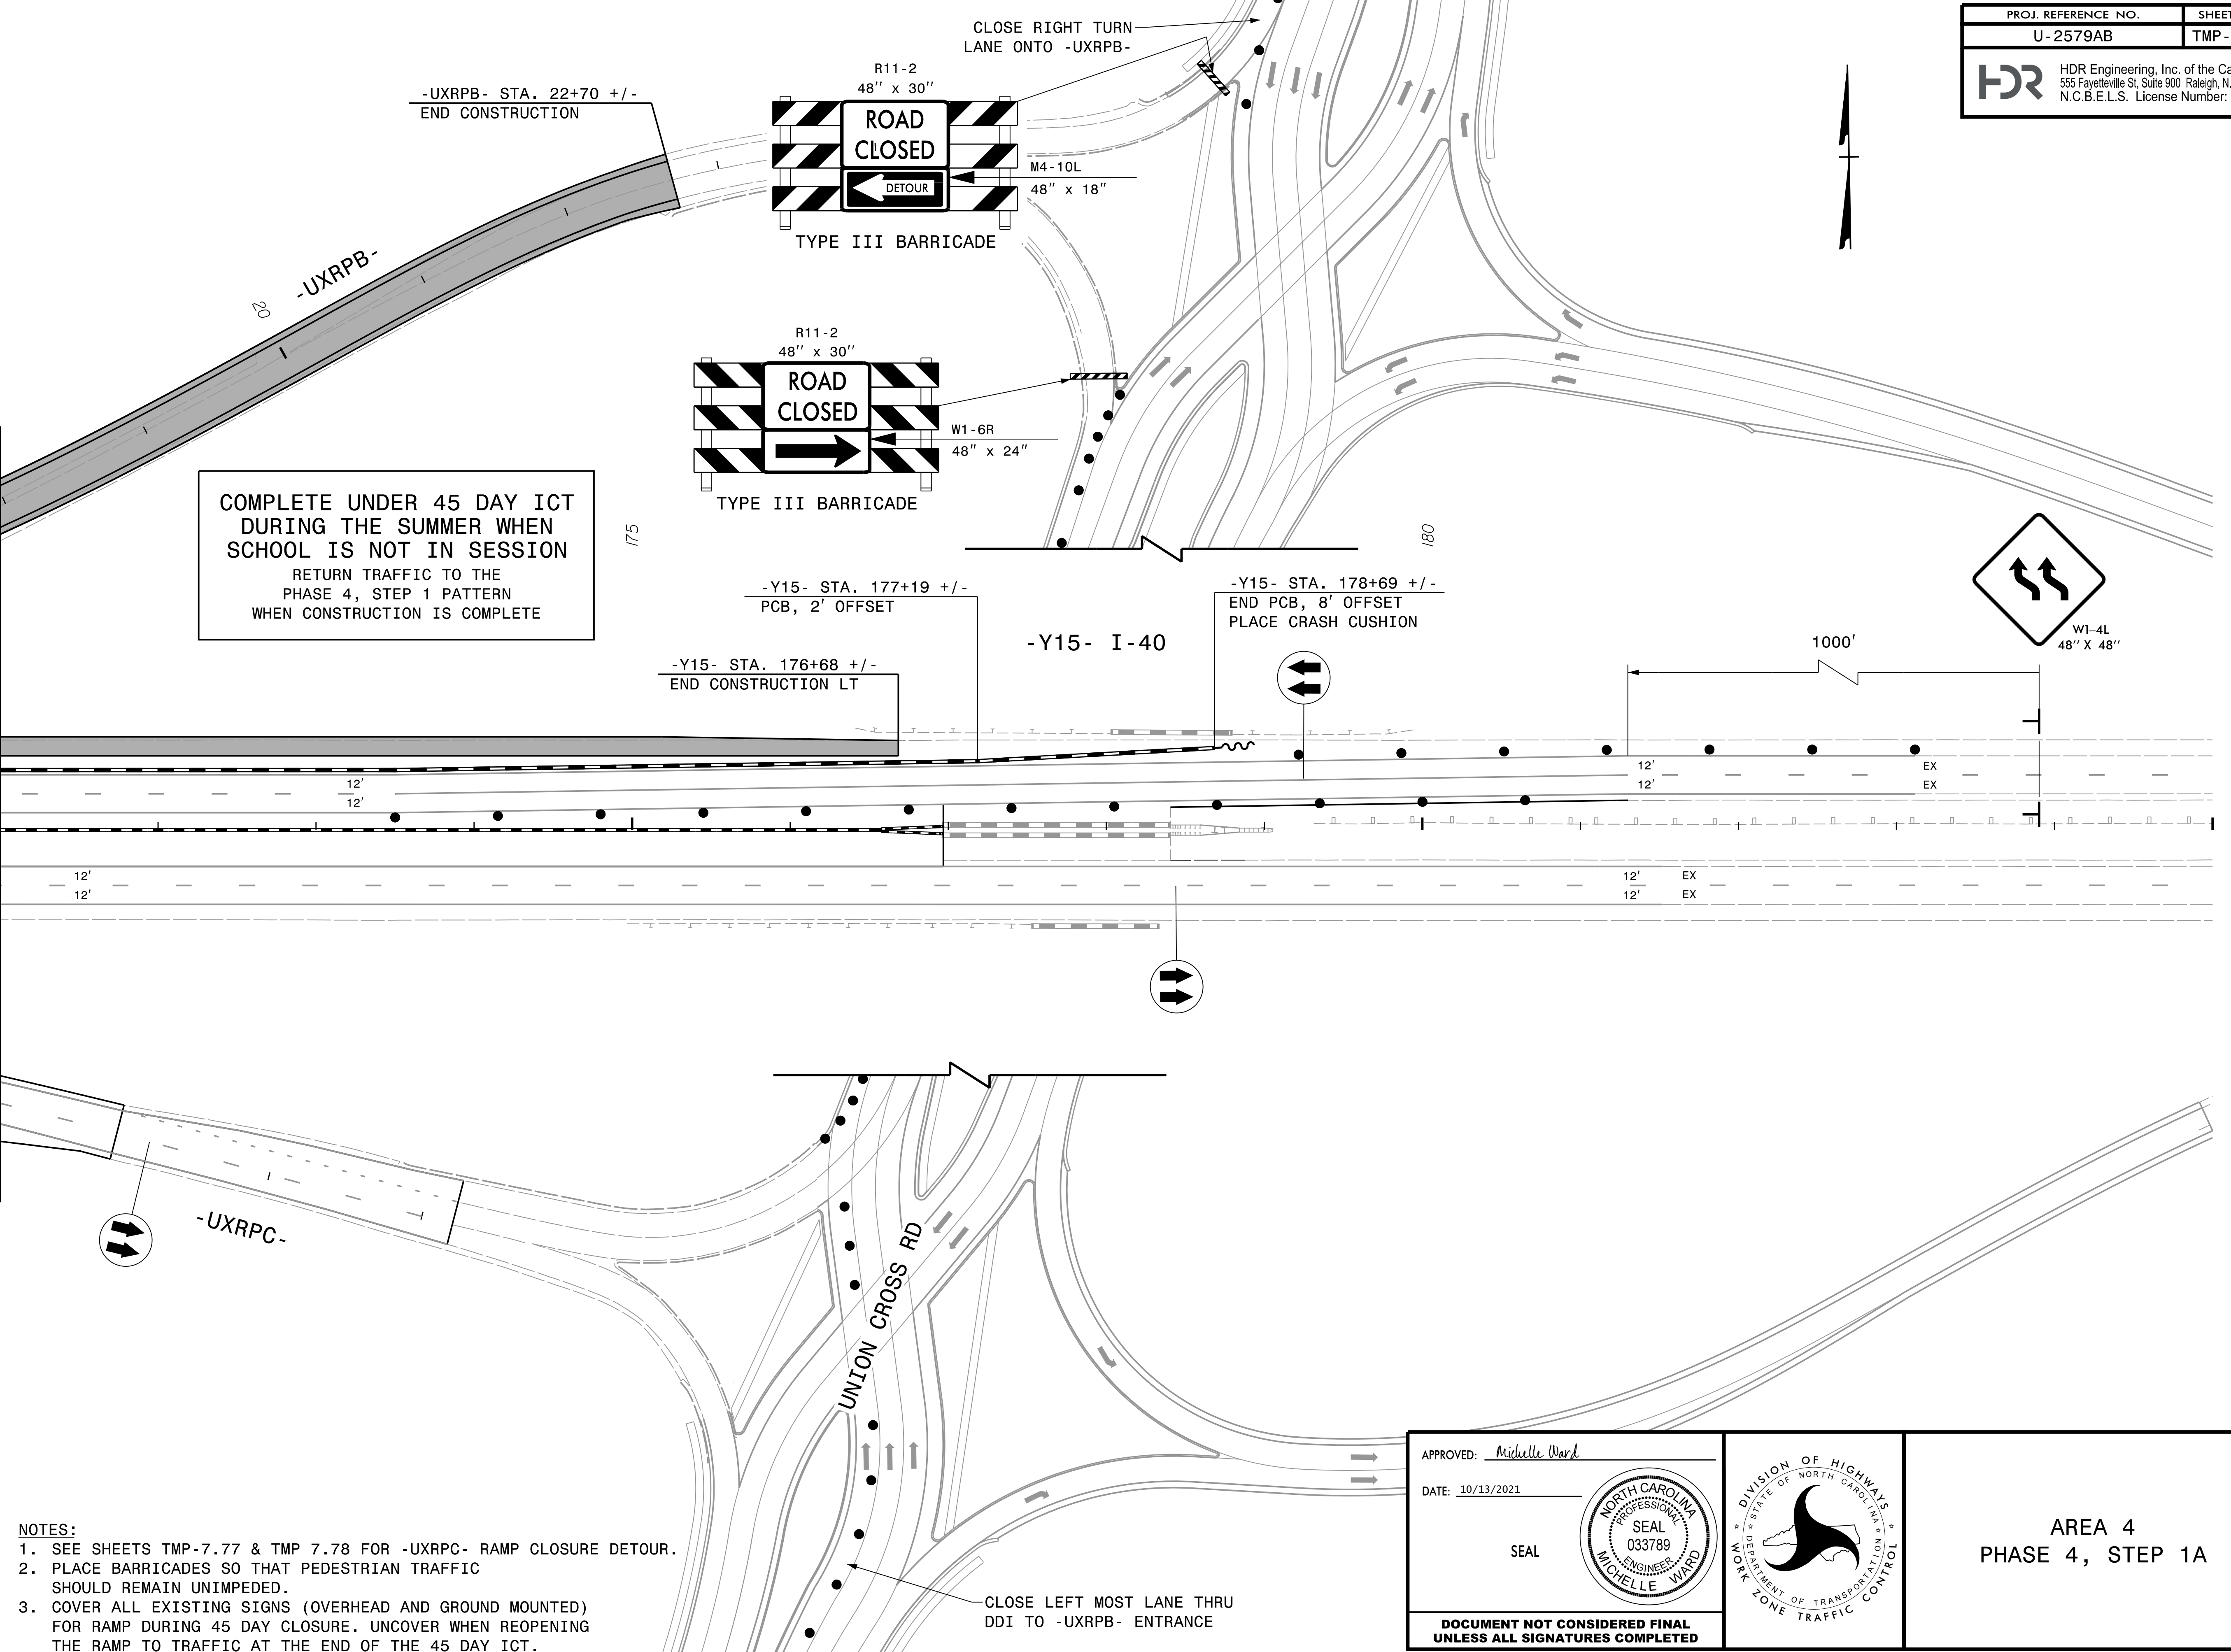 CLOSE RIGHT TURN
LANE ONTO -UXRPB-
PROJ. REFERENCE NO.
SHEET
U-2579AB
TMP-
HDR
HDR Engineering, Inc. of the Ca
555 Fayetteville St, Suite 900 Raleigh, N.
N.C.B.E.L.S. License Number:
-UXRPB- STA. 22+70 +/-
END CONSTRUCTION
R11-2
48" x 30"
ROAD
CLOSED
DETOUR
M4-10L
48" x 18"
TYPE III BARRICADE
-UXRPB-
20
R11-2
48" x 30"
ROAD
CLOSED
W1-6R
48" x 24"
TYPE III BARRICADE
COMPLETE UNDER 45 DAY ICT
DURING THE SUMMER WHEN
SCHOOL IS NOT IN SESSION
RETURN TRAFFIC TO THE
PHASE 4, STEP 1 PATTERN
WHEN CONSTRUCTION IS COMPLETE
175
180
-Y15- STA. 177+19 +/-
PCB, 2' OFFSET
-Y15- STA. 178+69 +/-
END PCB, 8' OFFSET
PLACE CRASH CUSHION
-Y15- I-40
-Y15- STA. 176+68 +/-
END CONSTRUCTION LT
1000'
W1-4L
48" X 48"
12'
12'
12'
EX
12'
EX
12'
12'
12'
EX
12'
EX
-UXRPC-
UNION CROSS RD
NOTES:
1. SEE SHEETS TMP-7.77 & TMP 7.78 FOR -UXRPC- RAMP CLOSURE DETOUR.
2. PLACE BARRICADES SO THAT PEDESTRIAN TRAFFIC
SHOULD REMAIN UNIMPEDED.
3. COVER ALL EXISTING SIGNS (OVERHEAD AND GROUND MOUNTED)
FOR RAMP DURING 45 DAY CLOSURE. UNCOVER WHEN REOPENING
THE RAMP TO TRAFFIC AT THE END OF THE 45 DAY ICT.
CLOSE LEFT MOST LANE THRU
DDI TO -UXRPB- ENTRANCE
APPROVED: Michelle Ward
DATE: 10/13/2021
SEAL
NORTH CAROLINA
PROFESSIONAL
SEAL
033789
ENGINEER
MICHELLE WARD
DOCUMENT NOT CONSIDERED FINAL
UNLESS ALL SIGNATURES COMPLETED
DIVISION OF HIGHWAYS
STATE OF NORTH CAROLINA
DEPARTMENT OF TRANSPORTATION
WORK ZONE TRAFFIC CONTROL
AREA 4
PHASE 4, STEP 1A